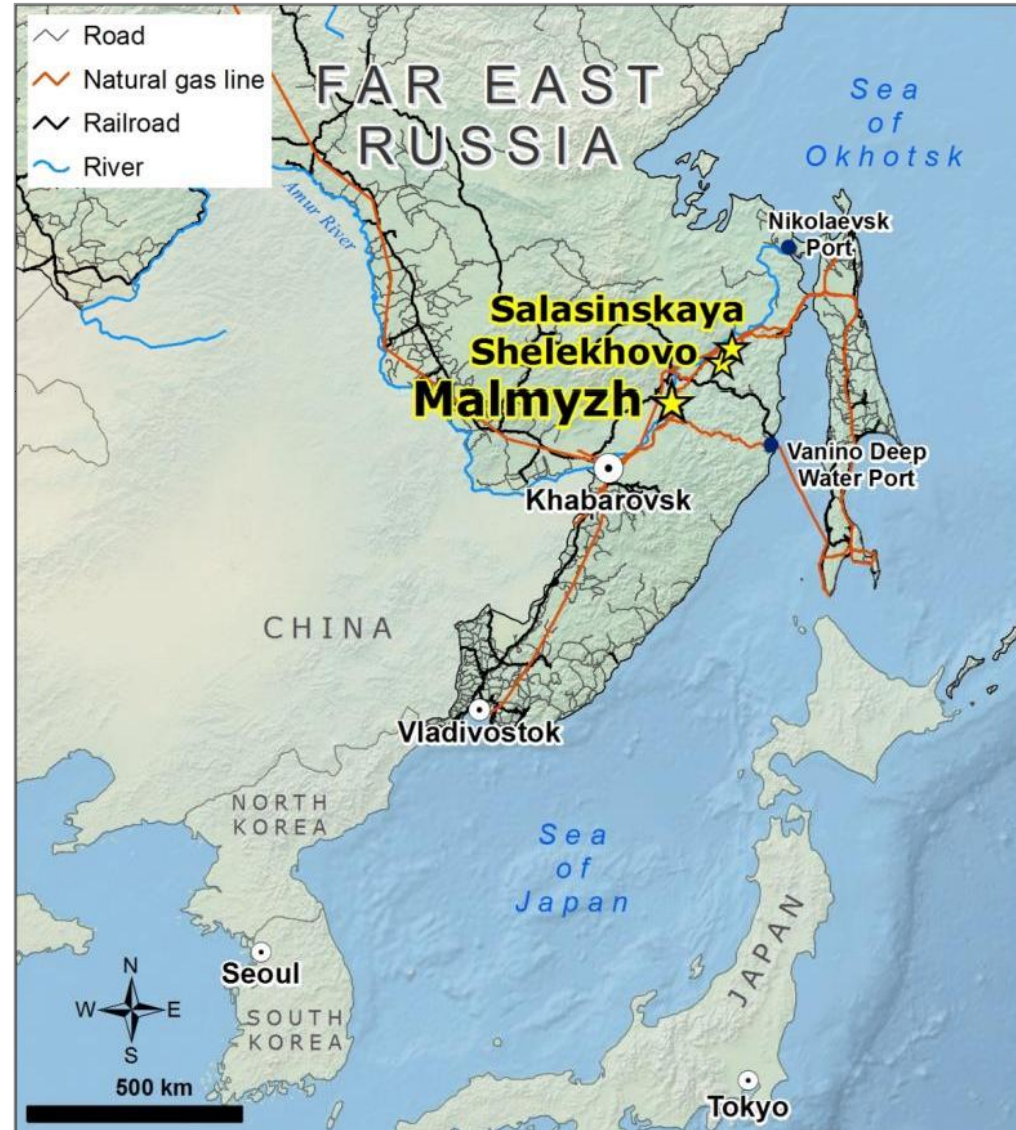 Road
Natural gas line
Railroad
River
FAR EAST
RUSSIA
Sea
of
Okhotsk
Amur River
Nikolaevsk
Port
Salasinskaya
Shelekhovo
Malmyzh
Vanino Deep
Water Port
Khabarovsk
CHINA
Vladivostok
NORTH
KOREA
Sea
of
Japan
JAPAN
Seoul
SOUTH
KOREA
N
W
E
S
500 km
Tokyo